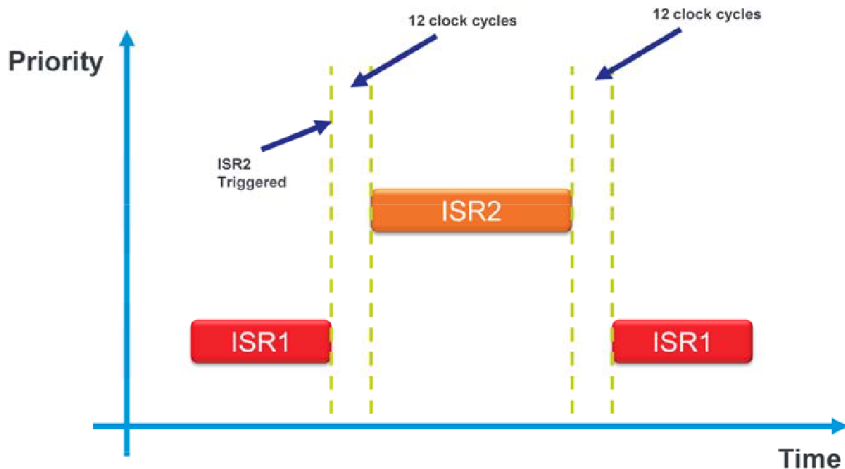 12 clock cycles
12 clock cycles
Priority
ISR2
Triggered
ISR2
ISR1
ISR1
Time